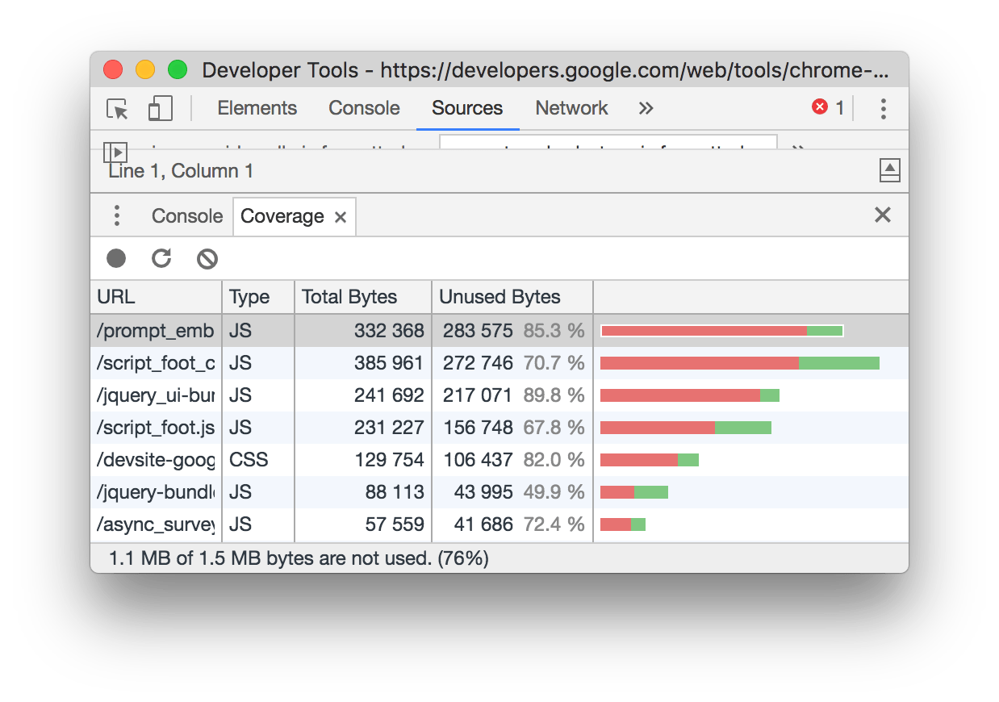 Developer Tools - https://developers.google.com/web/tools/chrome-...
Elements Console Sources Network » 1
Line 1, Column 1
Console Coverage ×
URL Type Total Bytes Unused Bytes
/prompt_emb JS 332 368 283 575 85.3 %
/script_foot_c JS 385 961 272 746 70.7 %
/jquery_ui-bun JS 241 692 217 071 89.8 %
/script_foot.js JS 231 227 156 748 67.8 %
/devsite-goog CSS 129 754 106 437 82.0 %
/jquery-bundle JS 88 113 43 995 49.9 %
/async_survey JS 57 559 41 686 72.4 %
1.1 MB of 1.5 MB bytes are not used. (76%)